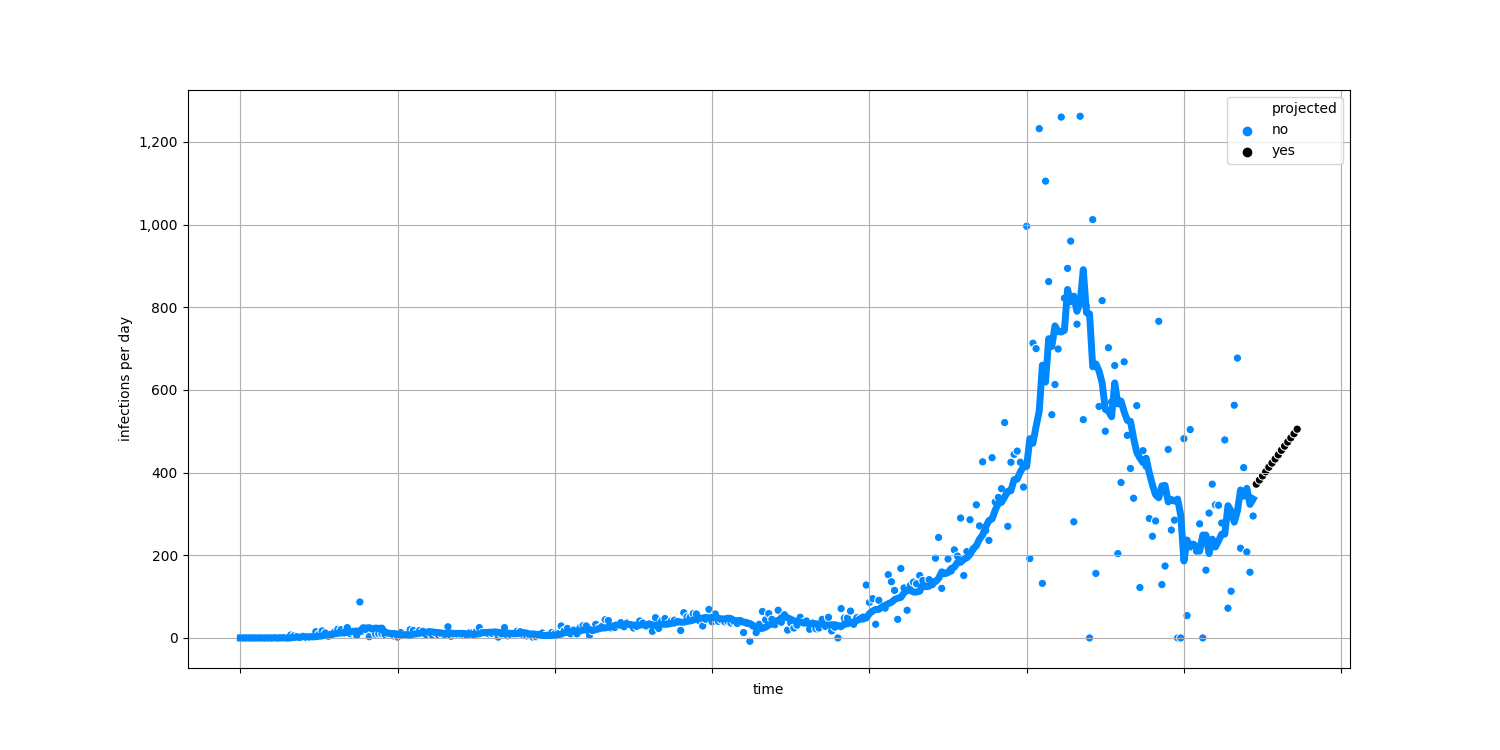 projected
no
yes
1,200
1,000
800
600
400
200
0
infections per day
time